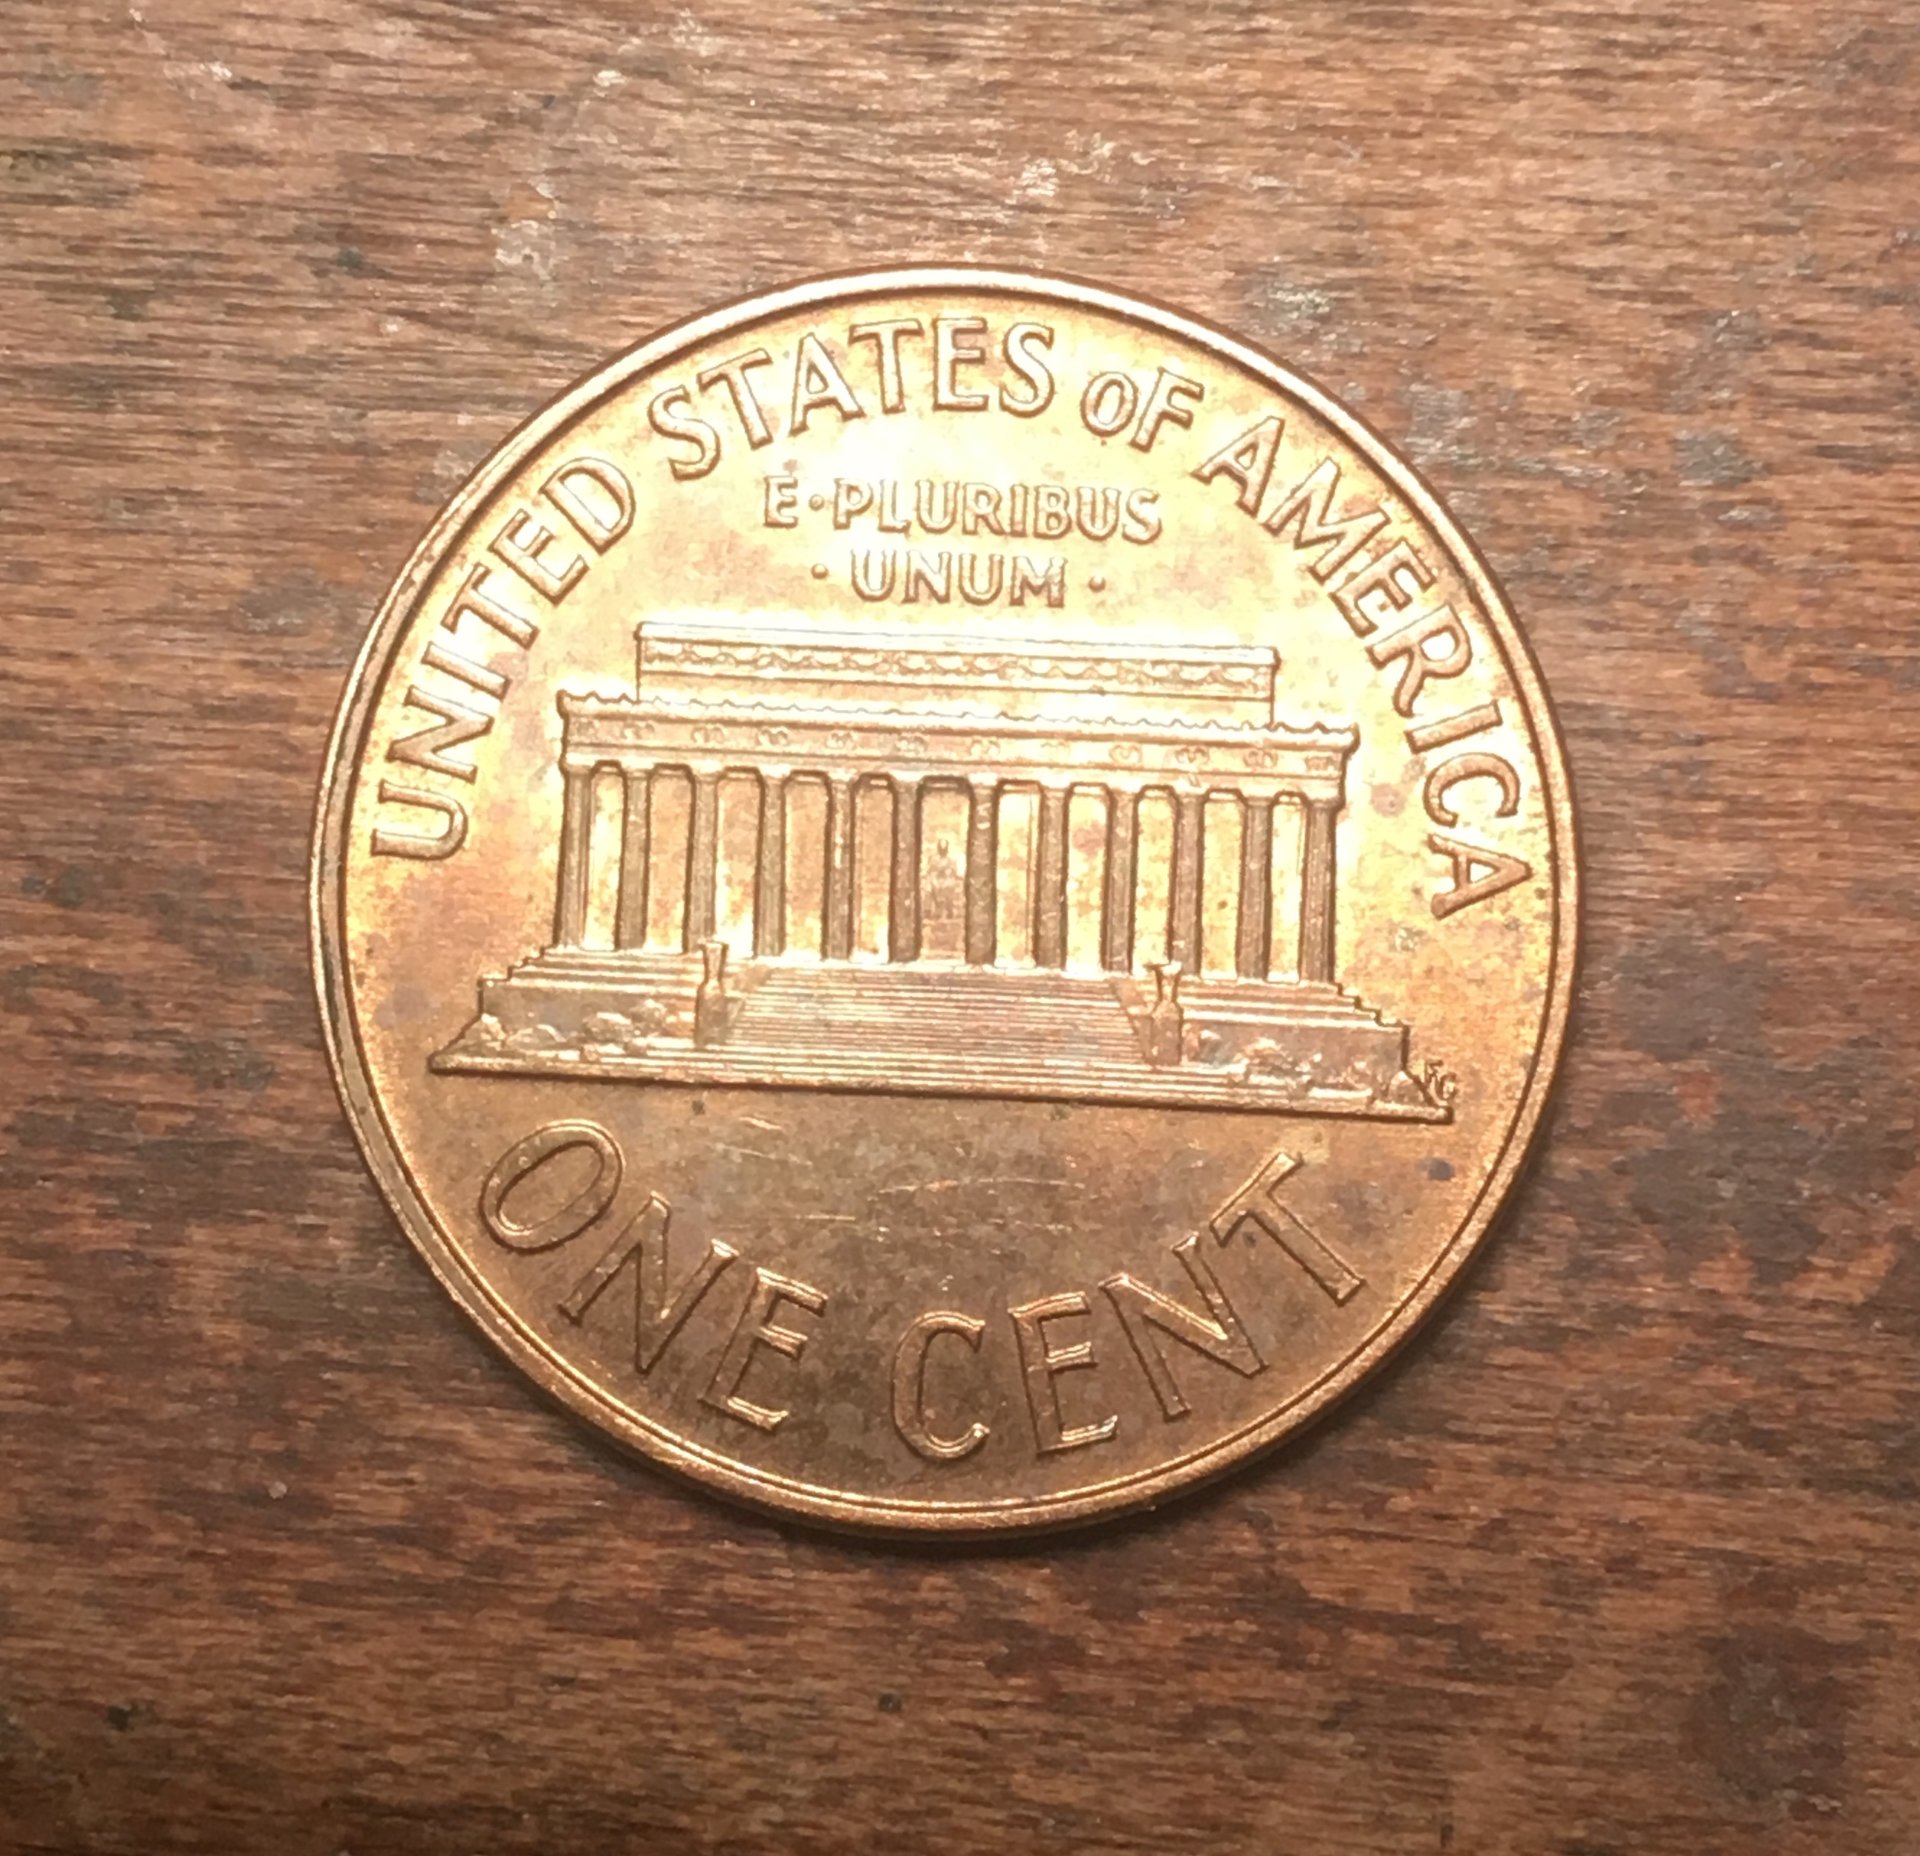 UNITED STATES OF AMERICA
E·PLURIBUS
·UNUM·
FG
ONE CENT